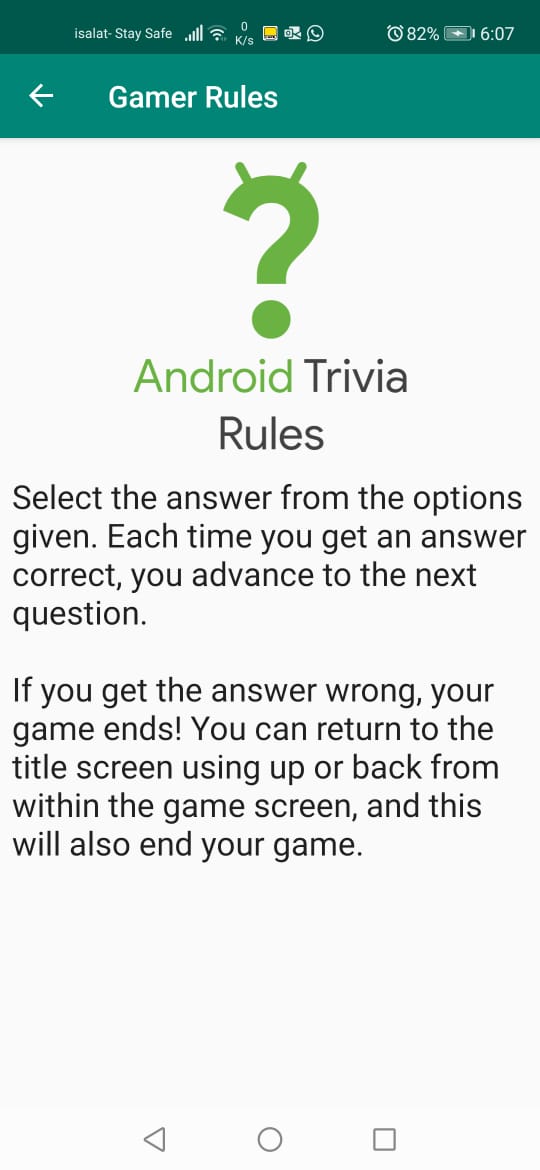 isalat- Stay Safe 0 K/s 82% 6:07
Gamer Rules
Android Trivia
Rules
Select the answer from the options
given. Each time you get an answer
correct, you advance to the next
question.
If you get the answer wrong, your
game ends! You can return to the
title screen using up or back from
within the game screen, and this
will also end your game.